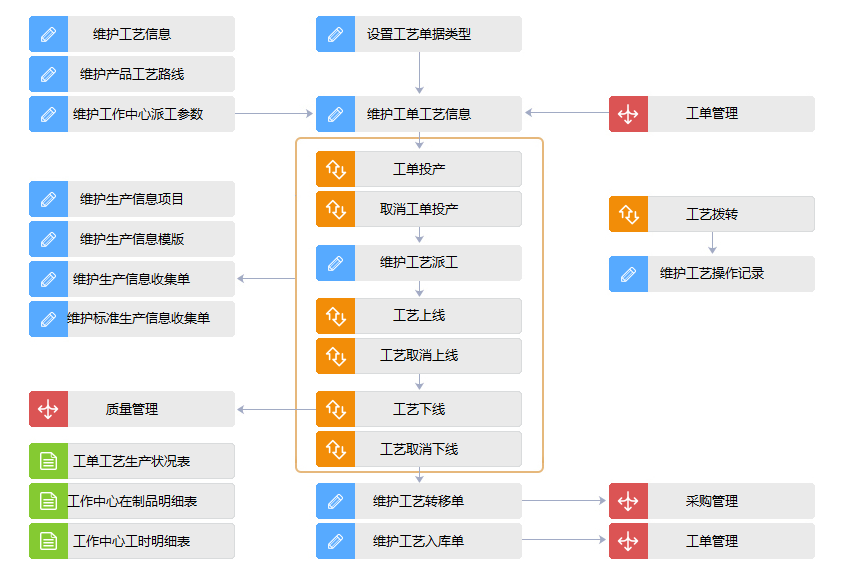 维护工艺信息
设置工艺单据类型
维护产品工艺路线
维护工作中心派工参数
维护工单工艺信息
工单管理
工单投产
取消工单投产
维护生产信息项目
工艺拨转
维护生产信息模版
维护工艺派工
维护工艺操作记录
维护生产信息收集单
工艺上线
维护标准生产信息收集单
工艺取消上线
质量管理
工艺下线
工艺取消下线
工单工艺生产状况表
工作中心在制品明细表
维护工艺转移单
采购管理
工作中心工时明细表
维护工艺入库单
工单管理